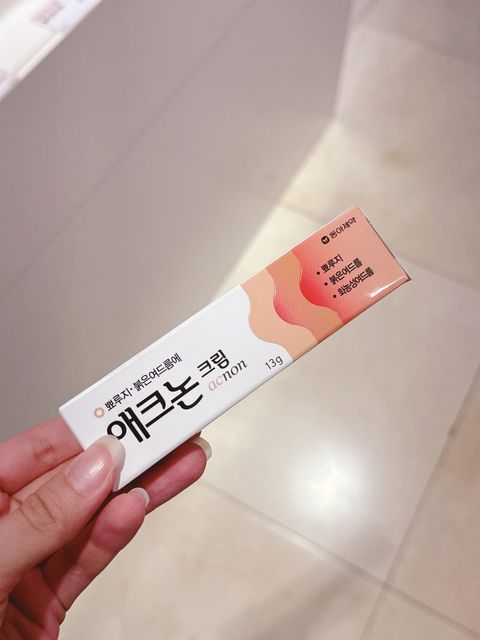 동아제약
• 뾰루지
• 붉은여드름
• 화농성여드름
뾰루지•붉은여드름에
애크논 크림
acnon
13g